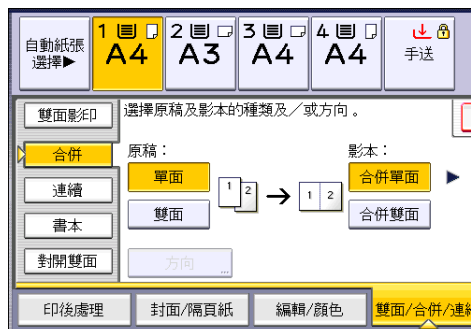 自動紙張
選擇▶
1
A4
2
A3
3
A4
4
A4
手送
雙面影印
選擇原稿及影本的種類及／或方向。
合併
原稿：
影本：
單面
1 2
→
1 2
合併單面
▶
連續
雙面
合併雙面
書本
對開雙面
方向...
印後處理
封面/隔頁紙
編輯/顏色
雙面/合併/連